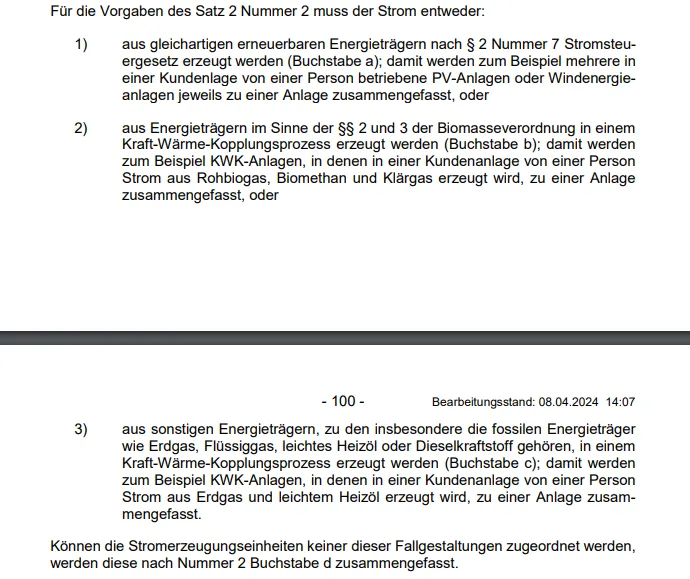 Für die Vorgaben des Satz 2 Nummer 2 muss der Strom entweder:
1) aus gleichartigen erneuerbaren Energieträgern nach § 2 Nummer 7 Stromsteu-
ergesetz erzeugt werden (Buchstabe a); damit werden zum Beispiel mehrere in
einer Kundenlage von einer Person betriebene PV-Anlagen oder Windenergie-
anlagen jeweils zu einer Anlage zusammengefasst, oder
2) aus Energieträgern im Sinne der §§ 2 und 3 der Biomasseverordnung in einem
Kraft-Wärme-Kopplungsprozess erzeugt werden (Buchstabe b); damit werden
zum Beispiel KWK-Anlagen, in denen in einer Kundenanlage von einer Person
Strom aus Rohbiogas, Biomethan und Klärgas erzeugt wird, zu einer Anlage
zusammengefasst, oder
- 100 - Bearbeitungsstand: 08.04.2024 14:07
3) aus sonstigen Energieträgern, zu den insbesondere die fossilen Energieträger
wie Erdgas, Flüssiggas, leichtes Heizöl oder Dieselkraftstoff gehören, in einem
Kraft-Wärme-Kopplungsprozess erzeugt werden (Buchstabe c); damit werden
zum Beispiel KWK-Anlagen, in denen in einer Kundenanlage von einer Person
Strom aus Erdgas und leichtem Heizöl erzeugt wird, zu einer Anlage zusam-
mengefasst.
Können die Stromerzeugungseinheiten keiner dieser Fallgestaltungen zugeordnet werden,
werden diese nach Nummer 2 Buchstabe d zusammengefasst.